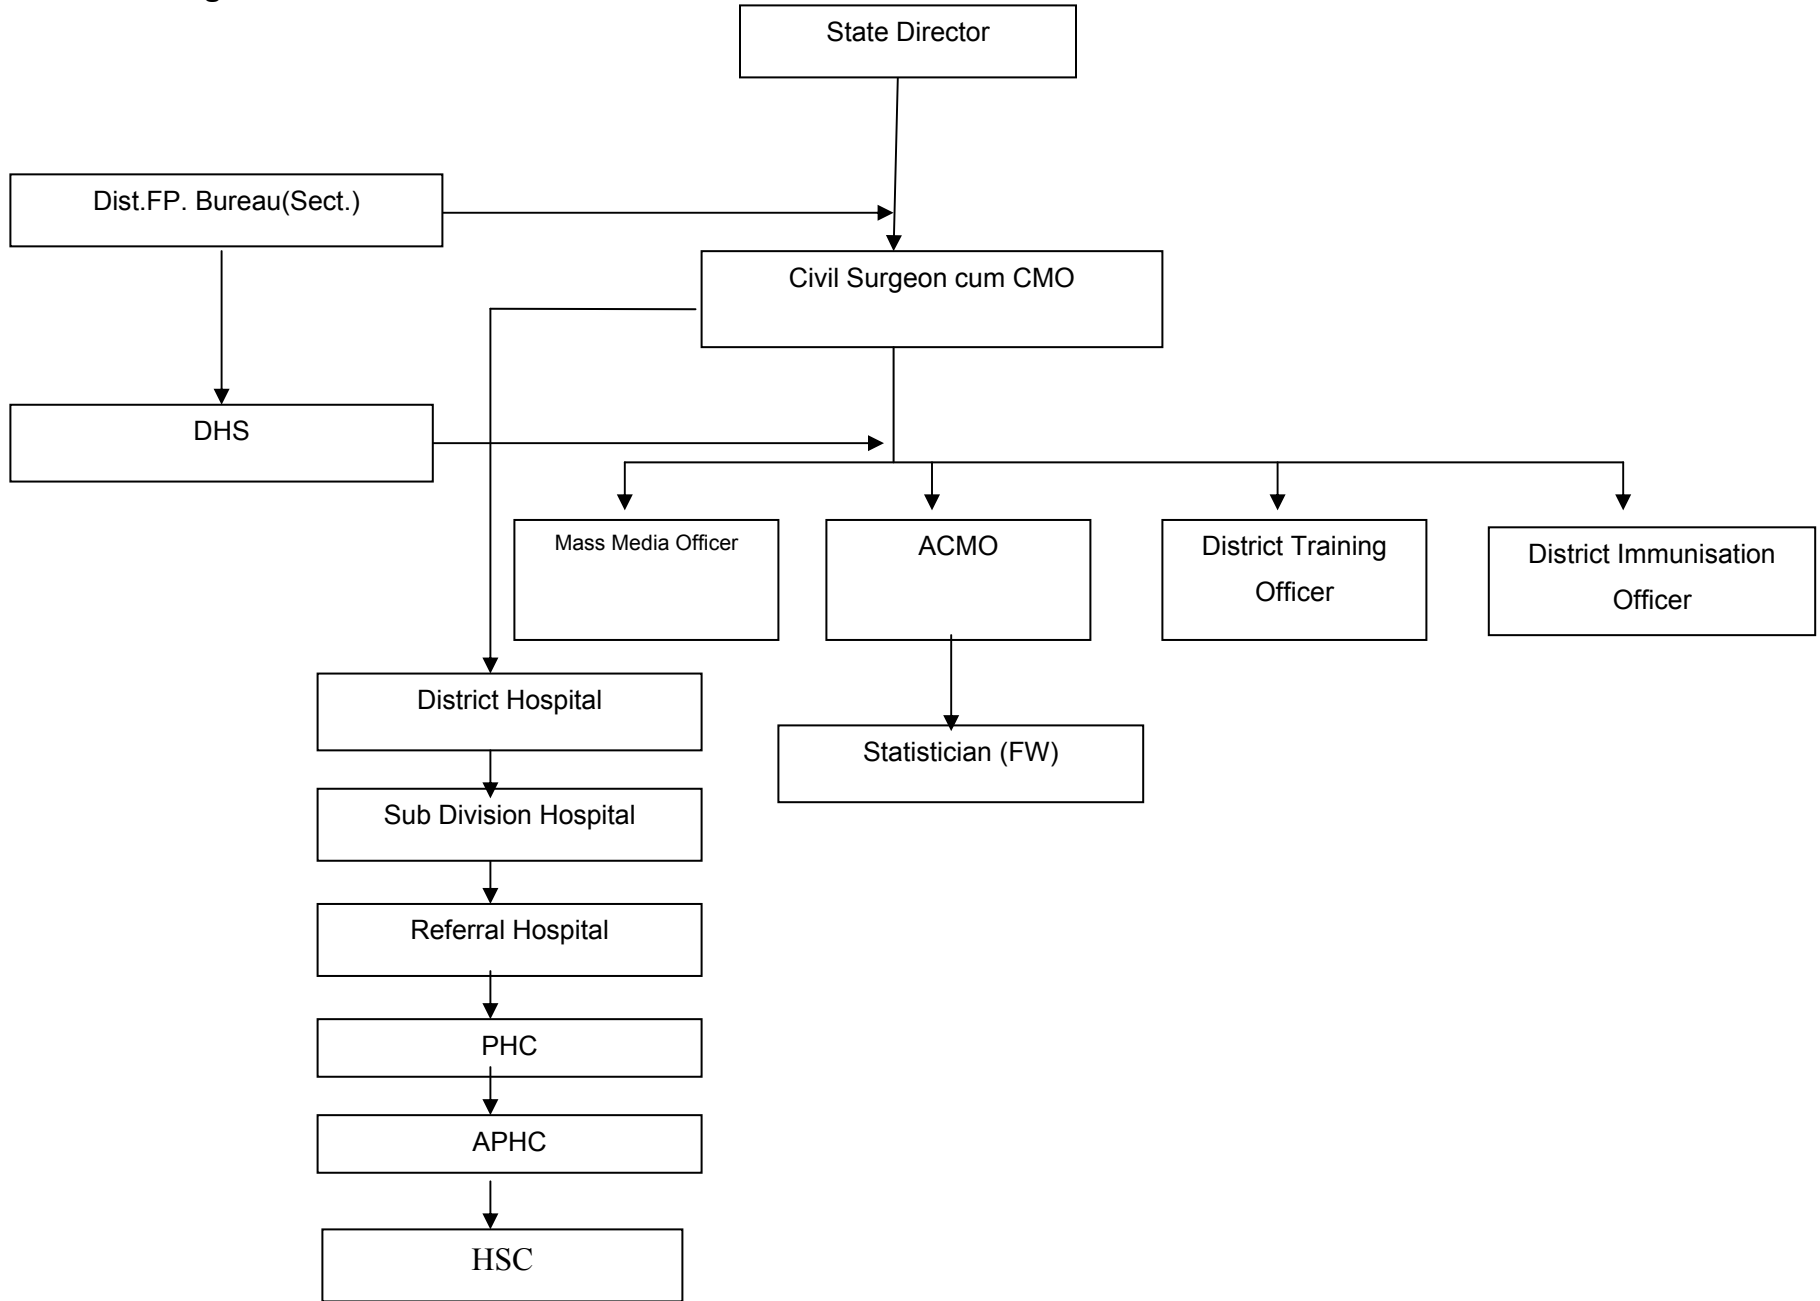 State Director
Dist.FP. Bureau(Sect.)
Civil Surgeon cum CMO
DHS
Mass Media Officer
ACMO
District Training
Officer
District Immunisation
Officer
District Hospital
Statistician (FW)
Sub Division Hospital
Referral Hospital
PHC
APHC
HSC